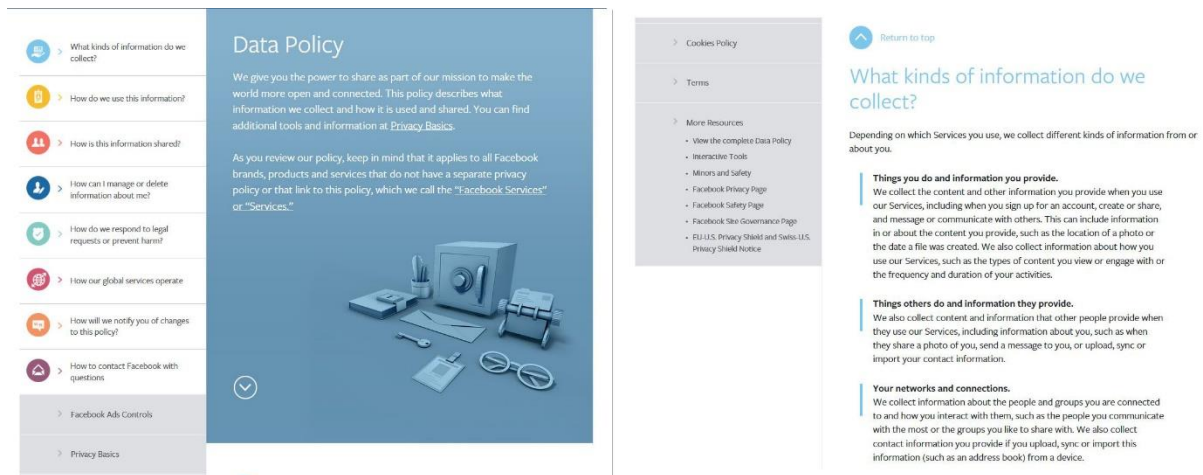 What kinds of information do we
collect?
How do we use this information?
How is this information shared?
How can I manage or delete
information about me?
How do we respond to legal
requests or prevent harm?
How our global services operate
How will we notify you of changes
to this policy?
How to contact Facebook with
questions
Facebook Ads Controls
Privacy Basics
Data Policy
We give you the power to share as part of our mission to make the
world more open and connected. This policy describes what
information we collect and how it is used and shared. You can find
additional tools and information at Privacy Basics.
As you review our policy, keep in mind that it applies to all Facebook
brands, products and services that do not have a separate privacy
policy or that link to this policy, which we call the "Facebook Services"
or "Services."
Cookies Policy
Terms
More Resources
• View the complete Data Policy
• Interactive Tools
• Minors and Safety
• Facebook Privacy Page
• Facebook Safety Page
• Facebook Site Governance Page
• EU-U.S. Privacy Shield and Swiss-U.S.
Privacy Shield Notice
Return to top
What kinds of information do we
collect?
Depending on which Services you use, we collect different kinds of information from or
about you.
Things you do and information you provide.
We collect the content and other information you provide when you use
our Services, including when you sign up for an account, create or share,
and message or communicate with others. This can include information
in or about the content you provide, such as the location of a photo or
the date a file was created. We also collect information about how you
use our Services, such as the types of content you view or engage with or
the frequency and duration of your activities.
Things others do and information they provide.
We also collect content and information that other people provide when
they use our Services, including information about you, such as when
they share a photo of you, send a message to you, or upload, sync or
import your contact information.
Your networks and connections.
We collect information about the people and groups you are connected
to and how you interact with them, such as the people you communicate
with the most or the groups you like to share with. We also collect
contact information you provide if you upload, sync or import this
information (such as an address book) from a device.